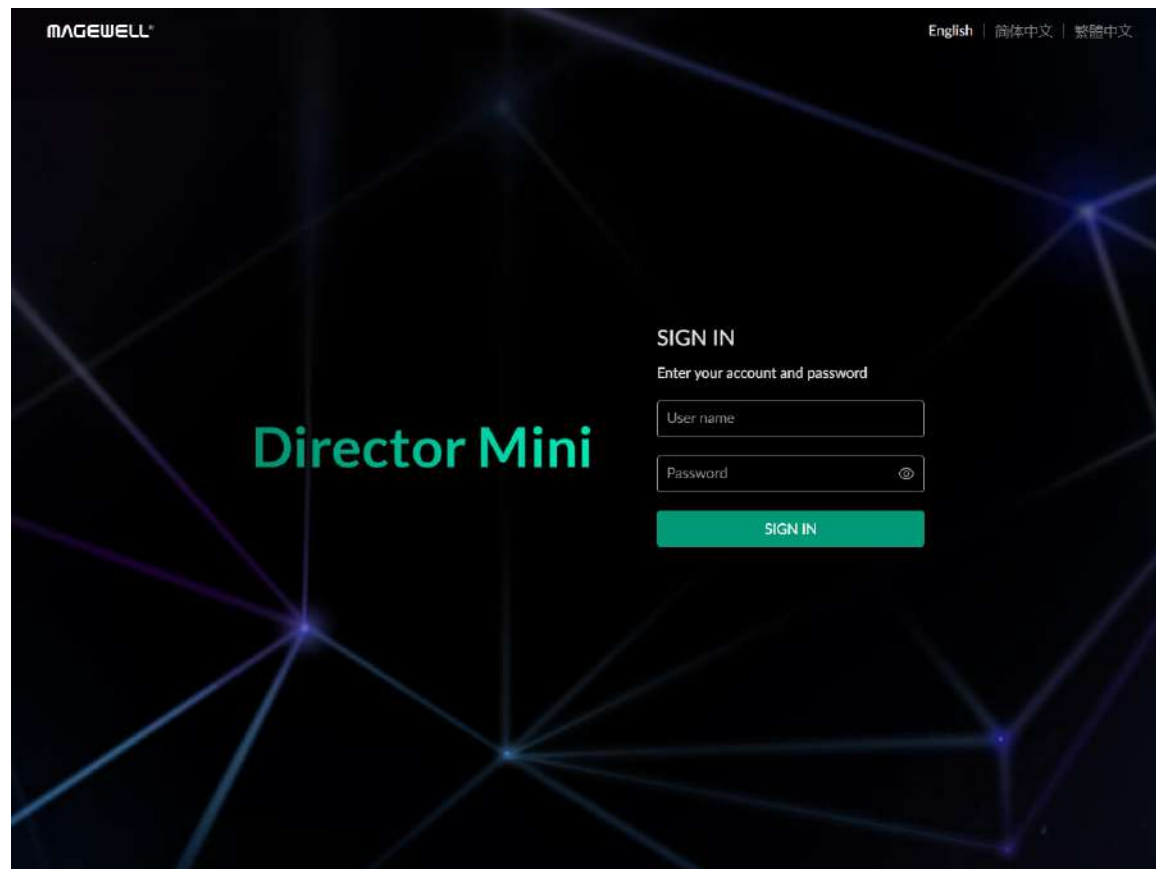 MAGEWELL®
English | 简体中文 | 繁體中文
SIGN IN
Enter your account and password
User name
Director Mini
Password
SIGN IN